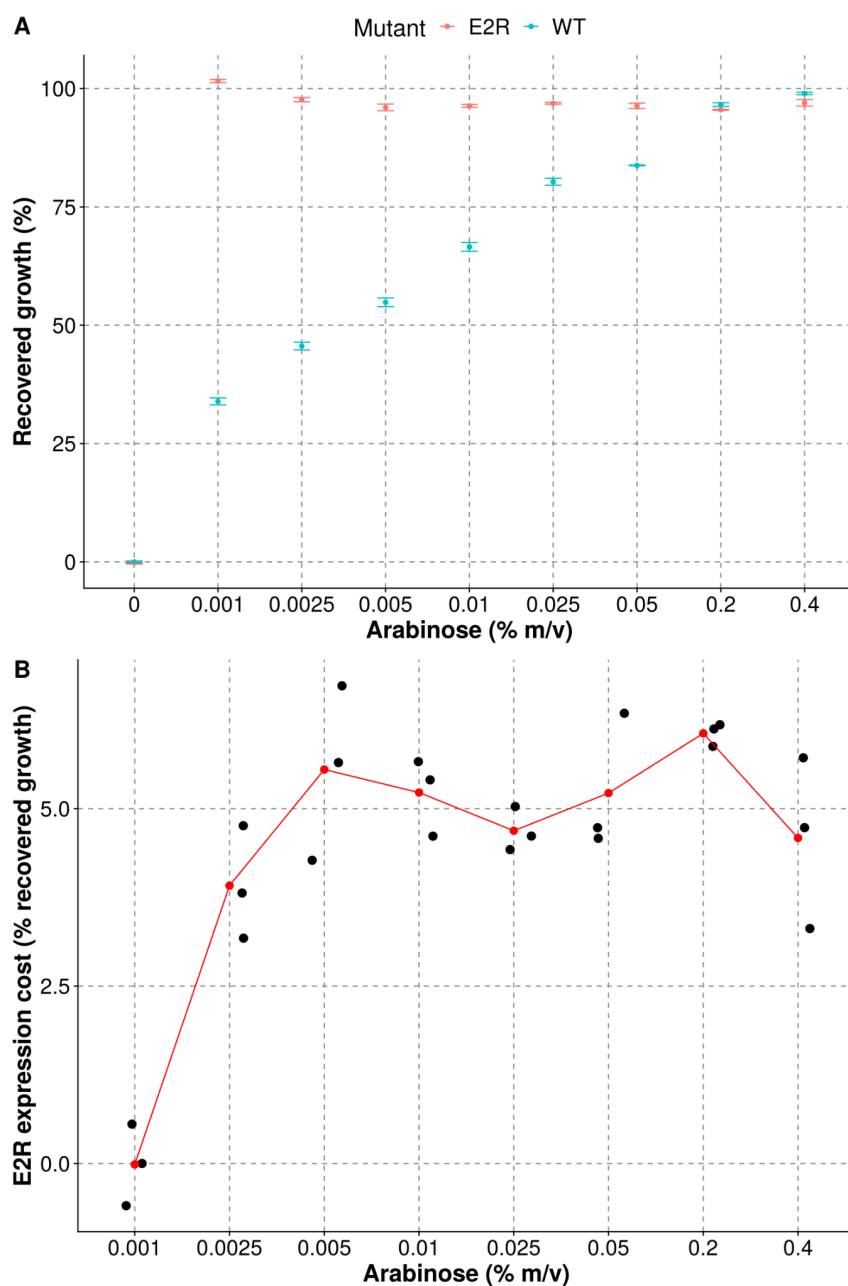 A
Mutant E2R WT
Recovered growth (%)
100
75
50
25
0
0 0.001 0.0025 0.005 0.01 0.025 0.05 0.2 0.4
Arabinose (% m/v)
B
E2R expression cost (% recovered growth)
5.0
2.5
0.0
0.001 0.0025 0.005 0.01 0.025 0.05 0.2 0.4
Arabinose (% m/v)